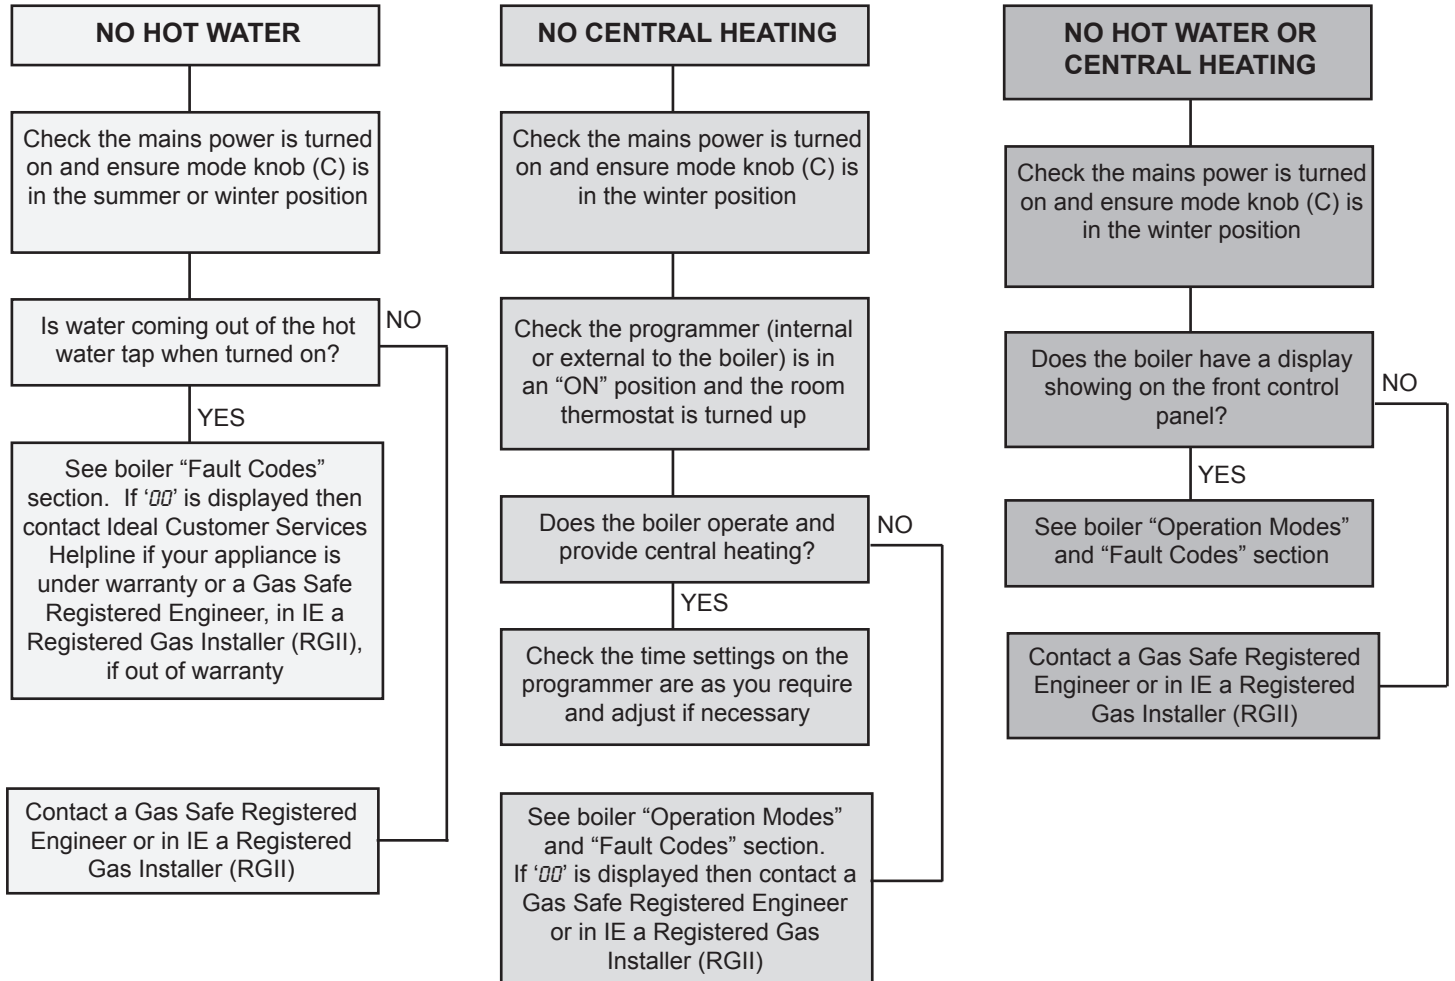 NO HOT WATER
Check the mains power is turned
on and ensure mode knob (C) is
in the summer or winter position
Is water coming out of the hot
water tap when turned on?
NO
YES
See boiler “Fault Codes”
section.  If ‘00’ is displayed then
contact Ideal Customer Services
Helpline if your appliance is
under warranty or a Gas Safe
Registered Engineer, in IE a
Registered Gas Installer (RGII),
if out of warranty
Contact a Gas Safe Registered
Engineer or in IE a Registered
Gas Installer (RGII)
NO CENTRAL HEATING
Check the mains power is turned
on and ensure mode knob (C) is
in the winter position
Check the programmer (internal
or external to the boiler) is in
an “ON” position and the room
thermostat is turned up
Does the boiler operate and
provide central heating?
NO
YES
Check the time settings on the
programmer are as you require
and adjust if necessary
See boiler “Operation Modes”
and “Fault Codes” section.
If ‘00’ is displayed then contact a
Gas Safe Registered Engineer
or in IE a Registered Gas
Installer (RGII)
NO HOT WATER OR
CENTRAL HEATING
Check the mains power is turned
on and ensure mode knob (C) is
in the winter position
Does the boiler have a display
showing on the front control
panel?
NO
YES
See boiler “Operation Modes”
and “Fault Codes” section
Contact a Gas Safe Registered
Engineer or in IE a Registered
Gas Installer (RGII)